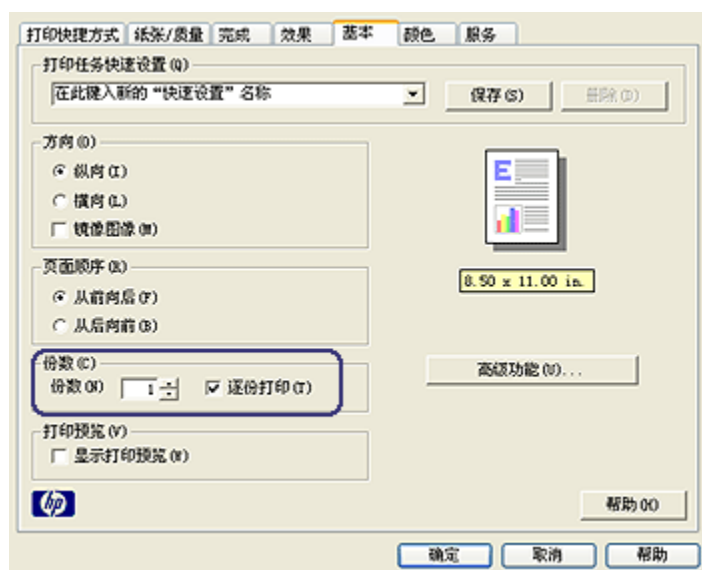 打印快捷方式 纸张/质量 完成 效果 基本 颜色 服务
打印任务快速设置(Q)
在此键入新的“快速设置”名称
保存(S) 删除(D)
方向(O)
纵向(I)
横向(L)
镜像图像(M)
E
8.50 x 11.00 in.
页面顺序(R)
从前向后(F)
从后向前(B)
份数(C)
份数(N) 1 逐份打印(T)
高级功能(U)...
打印预览(V)
显示打印预览(W)
hp
帮助(H)
确定 取消 帮助